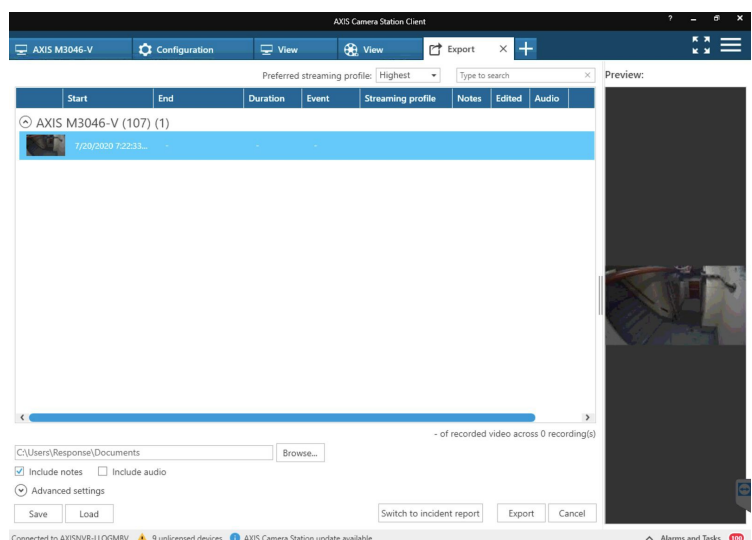 AXIS Camera Station Client
? – ×
AXIS M3046-V Configuration View View Export × +
Preferred streaming profile: Highest Type to search × Preview:
Start End Duration Event Streaming profile Notes Edited Audio
AXIS M3046-V (107) (1)
7/20/2020 7:22:33... - - -
- of recorded video across 0 recording(s)
C:\Users\Response\Documents Browse...
Include notes Include audio
Advanced settings
Save Load Switch to incident report Export Cancel
9 unlicensed devices AXIS Camera Station update available Alarms and Tasks 100